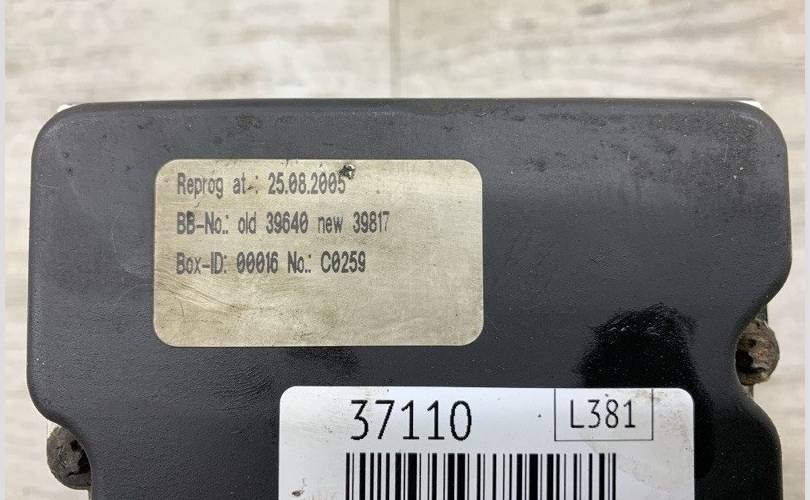 Reprog at : 25.08.2005
BB-No.: old 39640 new 39817
Box-ID: 00016 No.: C0259
37110
L381